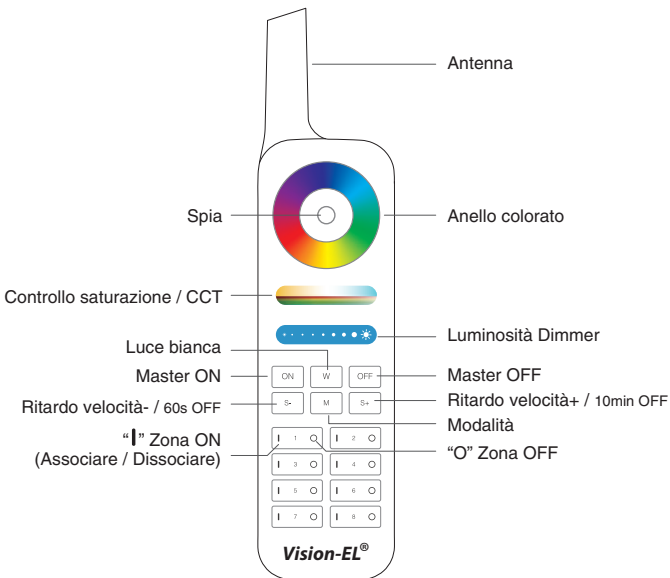 Antenna
Spia
Anello colorato
Controllo saturazione / CCT
Luminosità Dimmer
Luce bianca
Master ON
ON
W
OFF
Master OFF
Ritardo velocità- / 60s OFF
S-
M
S+
Ritardo velocità+ / 10min OFF
Modalità
“I” Zona ON
(Associare / Dissociare)
“O” Zona OFF
I 1 O
I 2 O
I 3 O
I 4 O
I 5 O
I 6 O
I 7 O
I 8 O
Vision-EL®